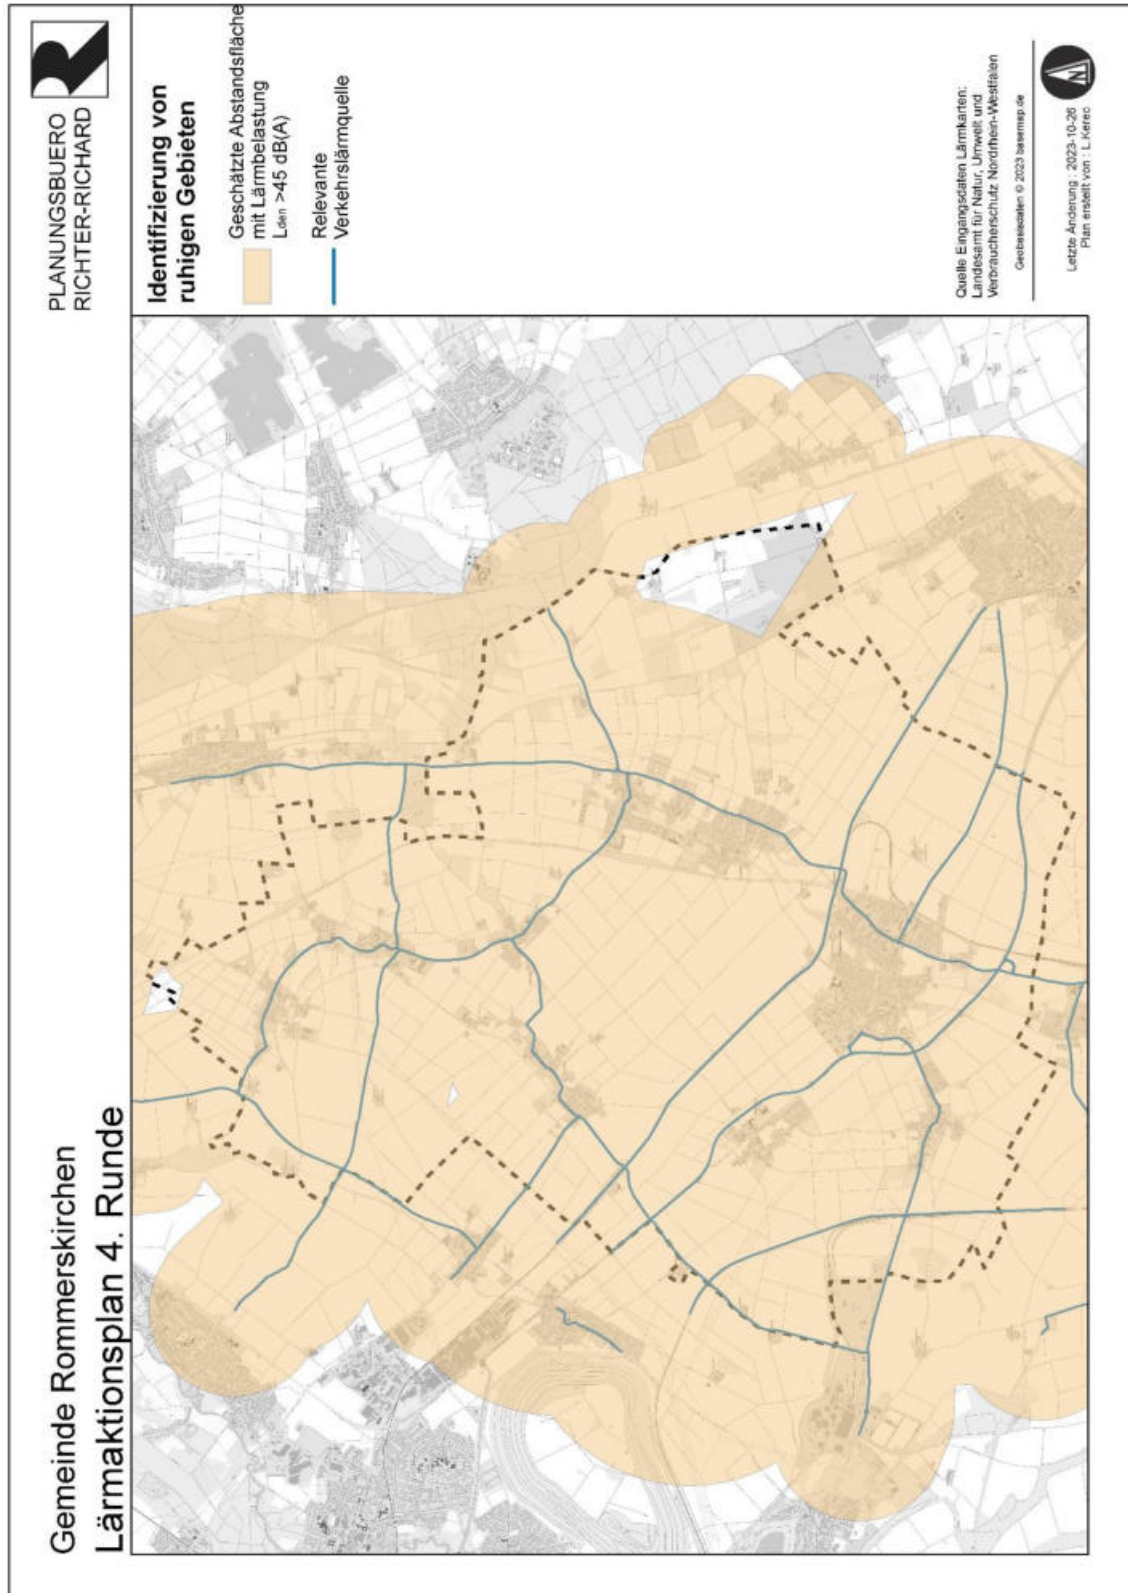 Gemeinde Rommerskirchen
Lärmaktionsplan 4. Runde
PLANUNGSBUERO
RICHTER-RICHARD
Identifizierung von
ruhigen Gebieten
Geschätzte Abstandsfläche
mit Lärmbelastung
Lden >45 dB(A)
Relevante
Verkehrslärmquelle
Quelle Eingangsdaten Lärmkarten:
Landesamt für Natur, Umwelt und
Verbraucherschutz Nordrhein-Westfalen
Geobasisdaten © 2023 basemap.de
N
Letzte Änderung : 2023-10-26
Plan erstellt von : L.Kerec